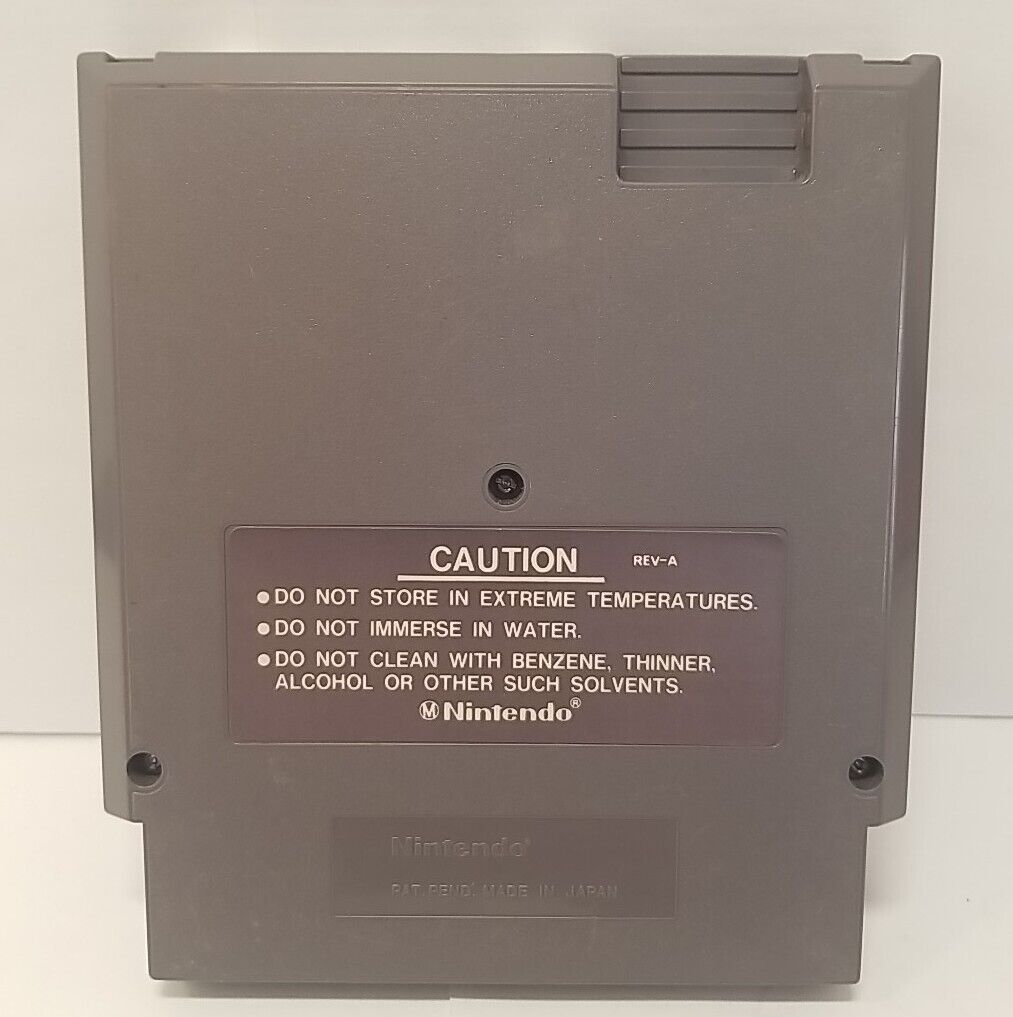 CAUTION REV-A
•DO NOT STORE IN EXTREME TEMPERATURES.
•DO NOT IMMERSE IN WATER.
•DO NOT CLEAN WITH BENZENE, THINNER,
ALCOHOL OR OTHER SUCH SOLVENTS.
Ⓜ Nintendo®
Nintendo®
PAT. PEND. MADE IN JAPAN